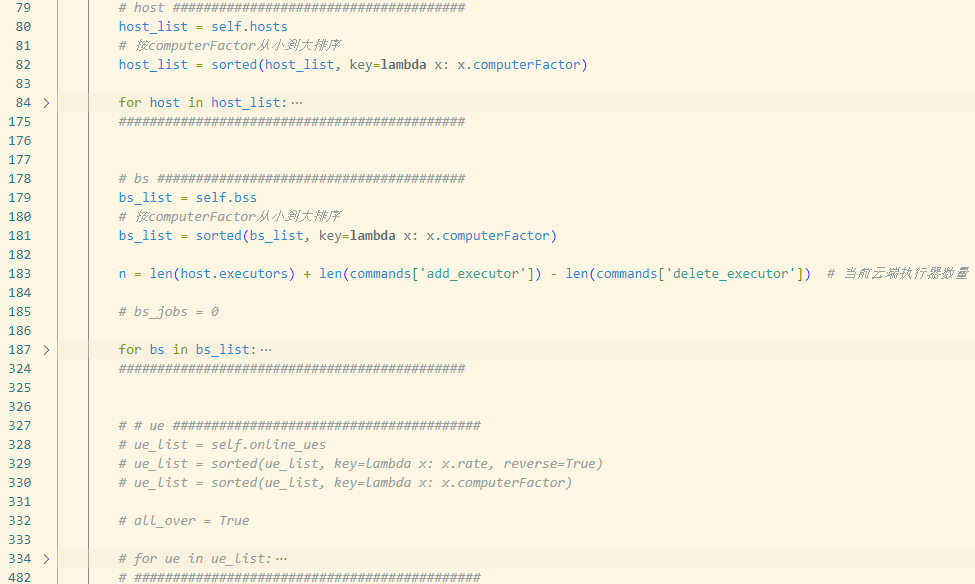 79 # host ######################################
80 host_list = self.hosts
81 # 按computerFactor从小到大排序
82 host_list = sorted(host_list, key=lambda x: x.computerFactor)
83
84 > for host in host_list:···
175 #############################################
176
177
178 # bs ########################################
179 bs_list = self.bss
180 # 按computerFactor从小到大排序
181 bs_list = sorted(bs_list, key=lambda x: x.computerFactor)
182
183 n = len(host.executors) + len(commands['add_executor']) - len(commands['delete_executor']) # 当前云端执行器数量
184
185 # bs_jobs = 0
186
187 > for bs in bs_list:···
324 #############################################
325
326
327 # # ue ########################################
328 # ue_list = self.online_ues
329 # ue_list = sorted(ue_list, key=lambda x: x.rate, reverse=True)
330 # ue_list = sorted(ue_list, key=lambda x: x.computerFactor)
331
332 # all_over = True
333
334 > # for ue in ue_list:···
482 # #############################################